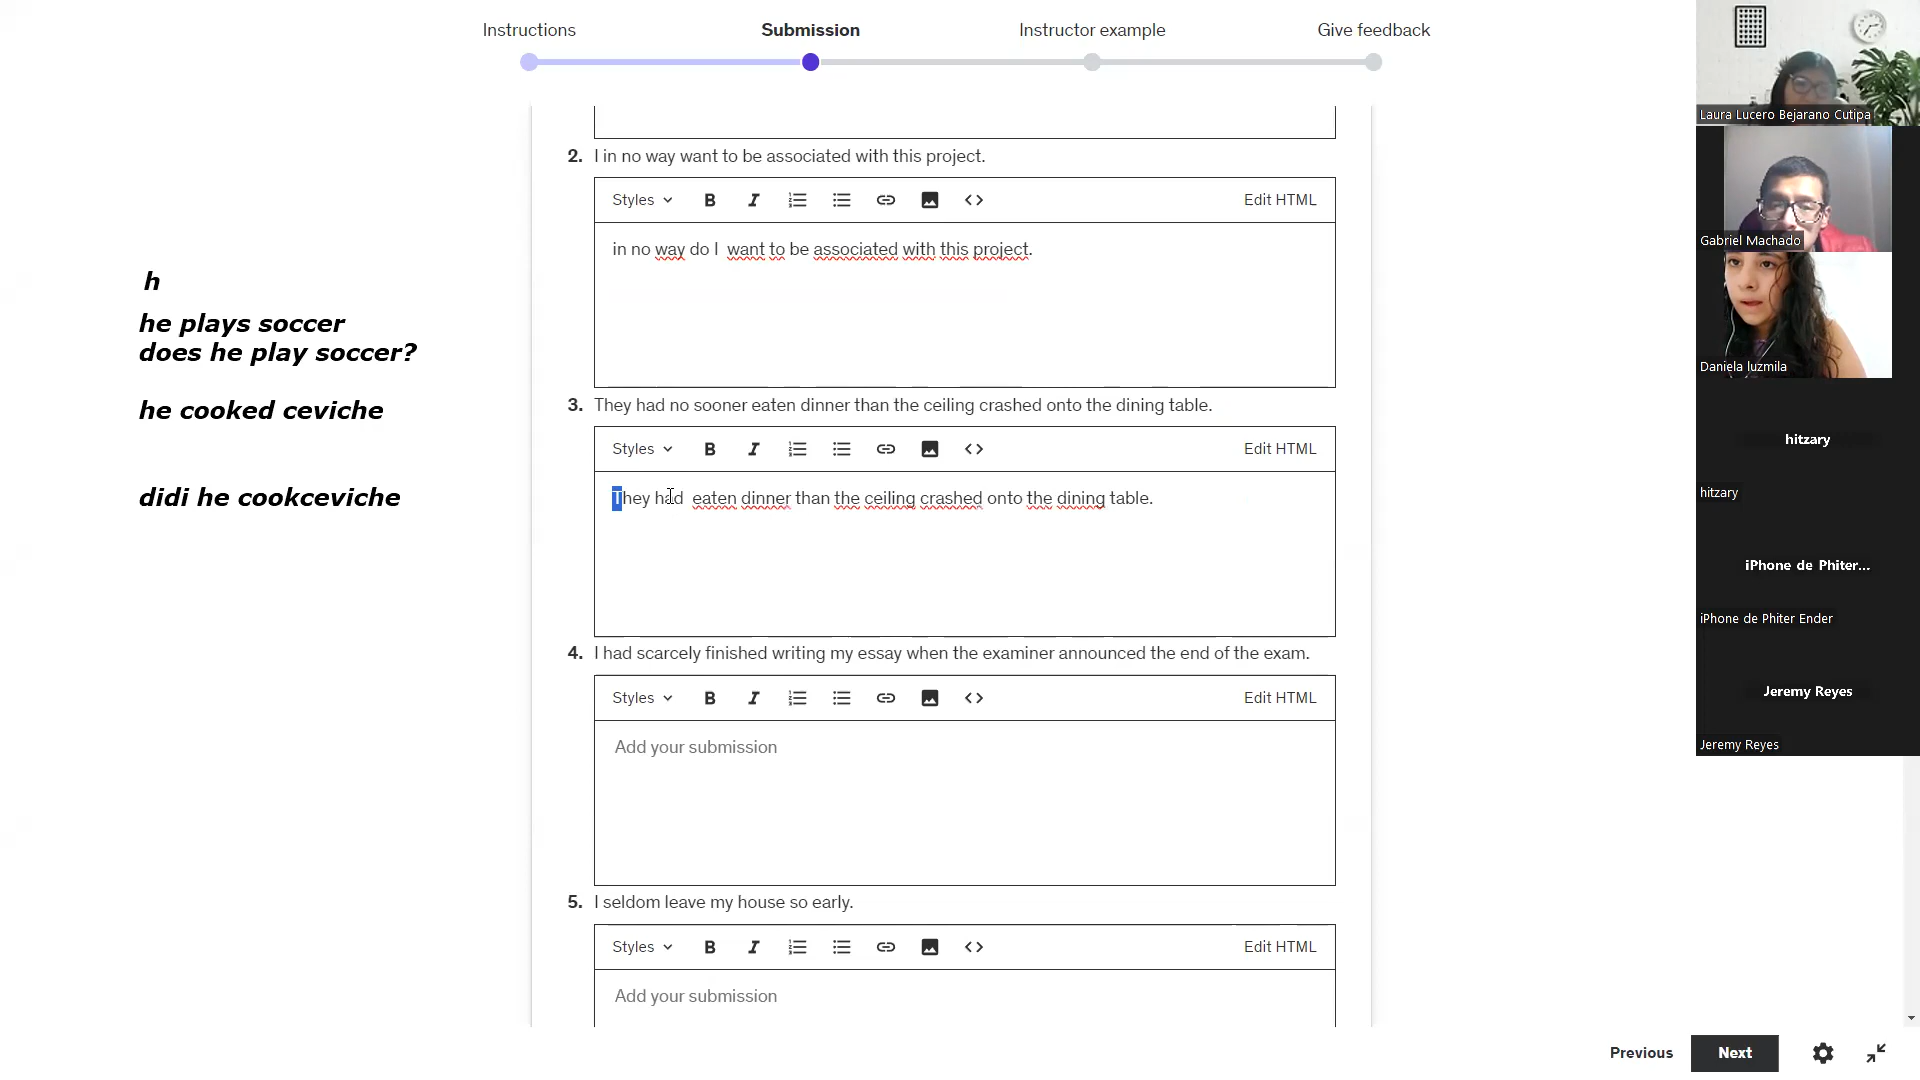 Instructions
Submission
Instructor example
Give feedback
2. I in no way want to be associated with this project.
Styles B I Edit HTML
in no way do I want to be associated with this project.
3. They had no sooner eaten dinner than the ceiling crashed onto the dining table.
Styles B I Edit HTML
They had eaten dinner than the ceiling crashed onto the dining table.
4. I had scarcely finished writing my essay when the examiner announced the end of the exam.
Styles B I Edit HTML
Add your submission
5. I seldom leave my house so early.
Styles B I Edit HTML
Add your submission
Previous
Next
h
he plays soccer
does he play soccer?
he cooked ceviche
didi he cookceviche
Laura Lucero Bejarano Cutipa
Gabriel Machado
Daniela luzmila
hitzary
hitzary
iPhone de Phiter...
iPhone de Phiter Ender
Jeremy Reyes
Jeremy Reyes